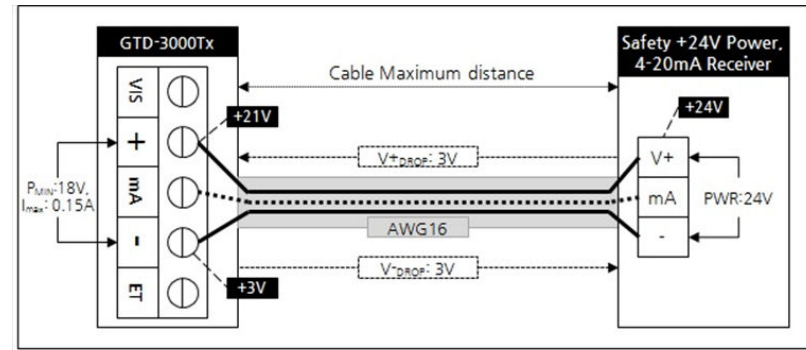 GTD-3000Tx
Safety +24V Power,
4-20mA Receiver
Cable Maximum distance
VIS
+
mA
-
ET
+21V
+24V
V+DROP: 3V
V+
mA
-
PMIN:18V,
Imax: 0.15A
PWR:24V
AWG16
V-DROP: 3V
+3V